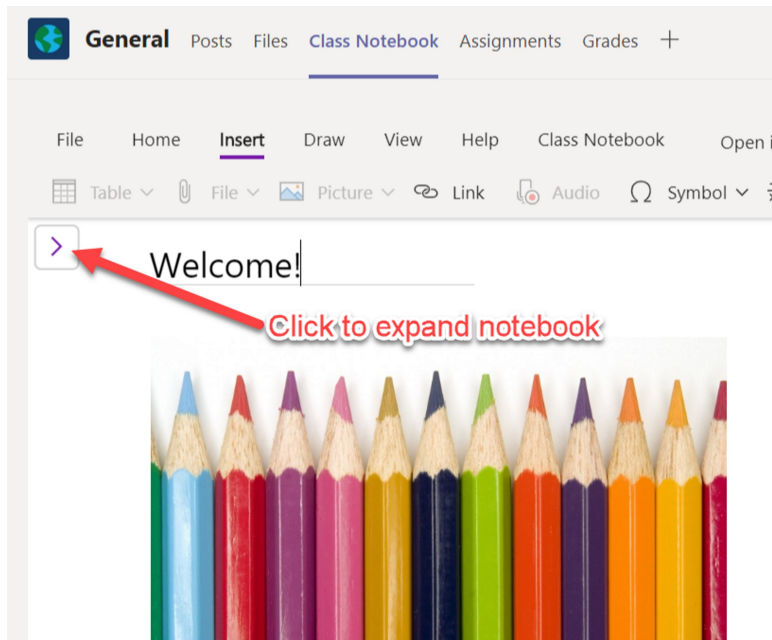 General Posts Files Class Notebook Assignments Grades
File Home Insert Draw View Help Class Notebook Open i
Table File Picture Link Audio Symbol
Welcome!
Click to expand notebook